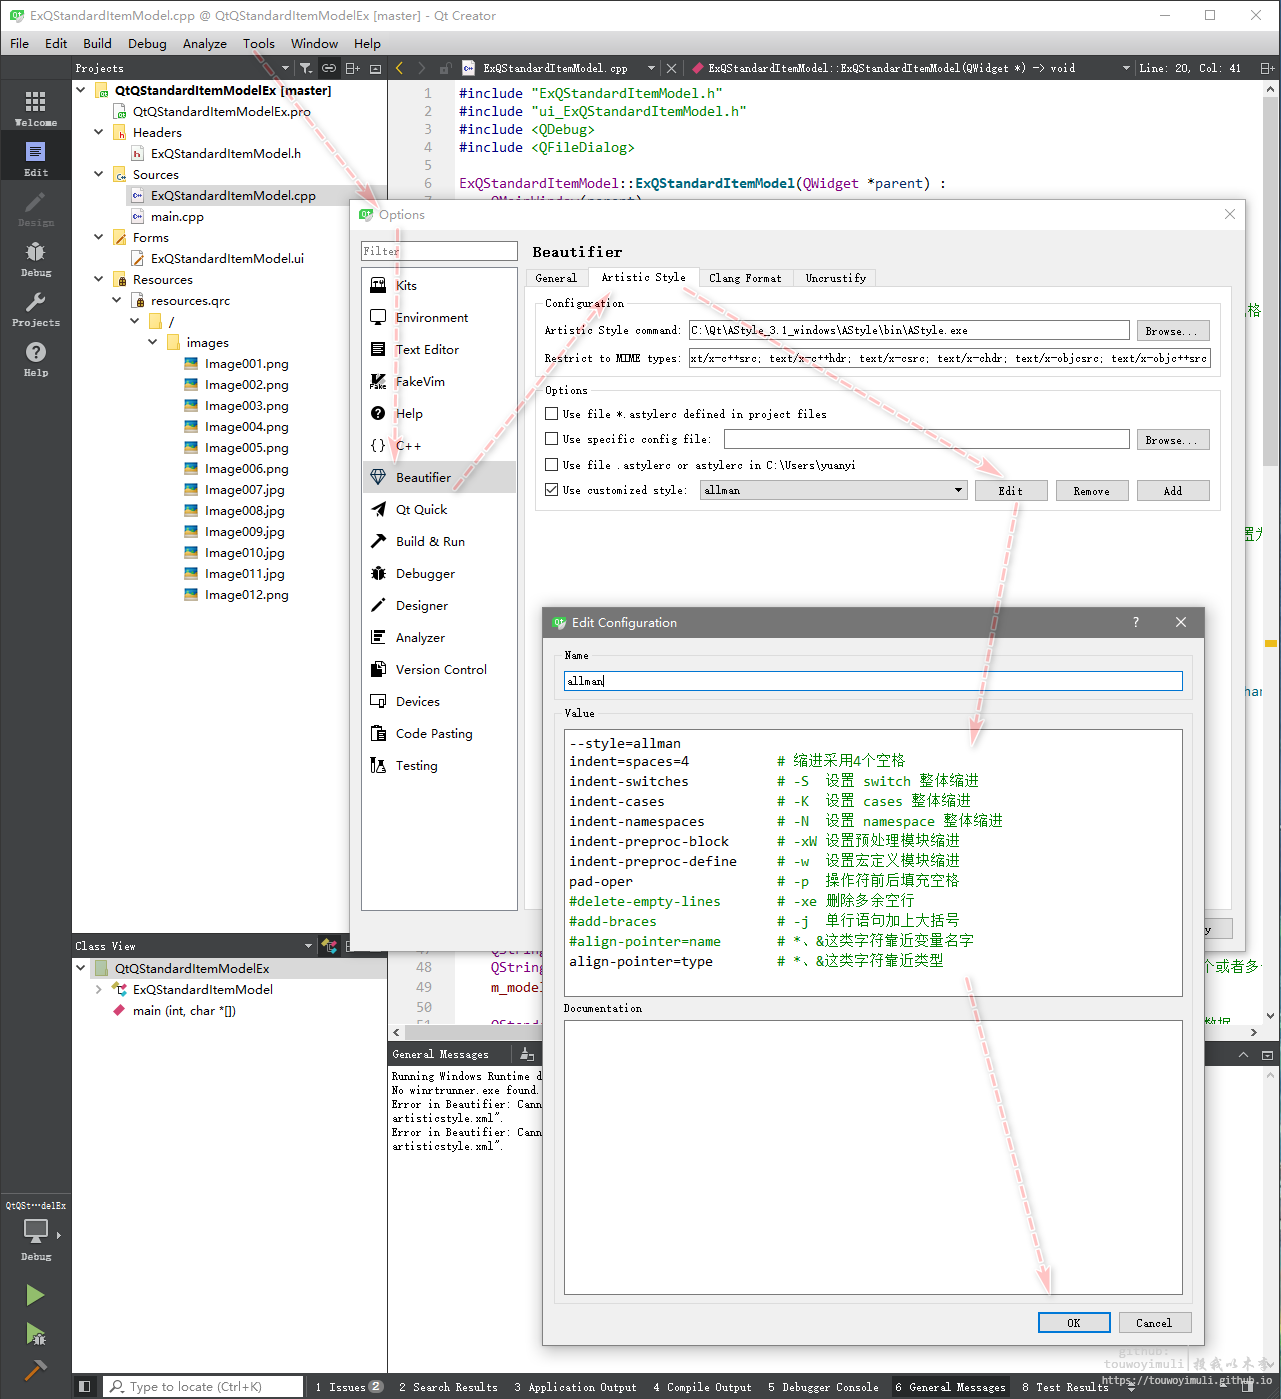 ExQStandardItemModel.cpp @ QtQStandardItemModelEx [master] - Qt Creator
File Edit Build Debug Analyze Tools Window Help
Projects
ExQStandardItemModel.cpp
ExQStandardItemModel::ExQStandardItemModel(QWidget *) -> void
Line: 20, Col: 41
Welcome
Edit
Design
Debug
Projects
Help
QtQStandardItemModelEx [master]
QtQStandardItemModelEx.pro
Headers
ExQStandardItemModel.h
Sources
ExQStandardItemModel.cpp
main.cpp
Forms
ExQStandardItemModel.ui
Resources
resources.qrc
/
images
Image001.png
Image002.png
Image003.png
Image004.png
Image005.png
Image006.png
Image007.jpg
Image008.jpg
Image009.jpg
Image010.jpg
Image011.jpg
Image012.png
1 #include "ExQStandardItemModel.h"
2 #include "ui_ExQStandardItemModel.h"
3 #include <QDebug>
4 #include <QFileDialog>
5
6 ExQStandardItemModel::ExQStandardItemModel(QWidget *parent) :
Options
Filter
Kits
Environment
Text Editor
FakeVim
Help
C++
Beautifier
Qt Quick
Build & Run
Debugger
Designer
Analyzer
Version Control
Devices
Code Pasting
Testing
Beautifier
General Artistic Style Clang Format Uncrustify
Configuration
Artistic Style command: C:\Qt\AStyle_3.1_windows\AStyle\bin\AStyle.exe Browse...
Restrict to MIME types: xt/x-c++src; text/x-c++hdr; text/x-csrc; text/x-chdr; text/x-objcsrc; text/x-objc++src
Options
Use file *.astylerc defined in project files
Use specific config file: Browse...
Use file .astylerc or astylerc in C:\Users\yuanyi
Use customized style: allman Edit Remove Add
格
Edit Configuration ?
Name
allman
Value
--style=allman
indent=spaces=4 # 缩进采用4个空格
indent-switches # -S 设置 switch 整体缩进
indent-cases # -K 设置 cases 整体缩进
indent-namespaces # -N 设置 namespace 整体缩进
indent-preproc-block # -xW 设置预处理模块缩进
indent-preproc-define # -w 设置宏定义模块缩进
pad-oper # -p 操作符前后填充空格
#delete-empty-lines # -xe 删除多余空行
#add-braces # -j 单行语句加上大括号
#align-pointer=name # *、&这类字符靠近变量名字
align-pointer=type # *、&这类字符靠近类型
Documentation
OK Cancel
Class View
QtQStandardItemModelEx
ExQStandardItemModel
main (int, char *[])
48 QString
49 m_model
50
个或者多
General Messages
Running Windows Runtime d
No winrtrunner.exe found.
Error in Beautifier: Cann
artisticstyle.xml".
Error in Beautifier: Cann
artisticstyle.xml".
QtQSt···delEx
Debug
Type to locate (Ctrl+K)
1 Issues 2
2 Search Results
3 Application Output
4 Compile Output
5 Debugger Console
6 General Messages
8 Test Results
github:
touwoyimuli
投我以木李
https://touwoyimuli.github.io